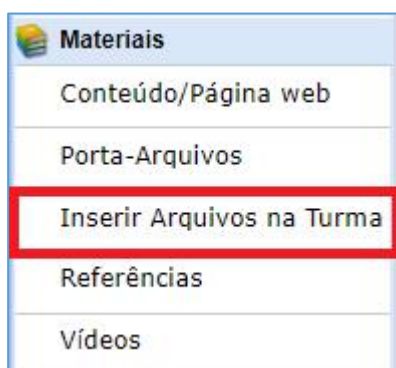 Materiais
Conteúdo/Página web
Porta-Arquivos
Inserir Arquivos na Turma
Referências
Vídeos